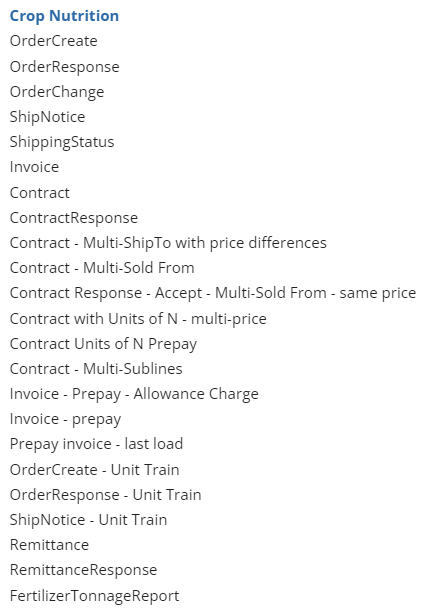 Crop Nutrition
OrderCreate
OrderResponse
OrderChange
ShipNotice
ShippingStatus
Invoice
Contract
ContractResponse
Contract - Multi-ShipTo with price differences
Contract - Multi-Sold From
Contract Response - Accept - Multi-Sold From - same price
Contract with Units of N - multi-price
Contract Units of N Prepay
Contract - Multi-Sublines
Invoice - Prepay - Allowance Charge
Invoice - prepay
Prepay invoice - last load
OrderCreate - Unit Train
OrderResponse - Unit Train
ShipNotice - Unit Train
Remittance
RemittanceResponse
FertilizerTonnageReport